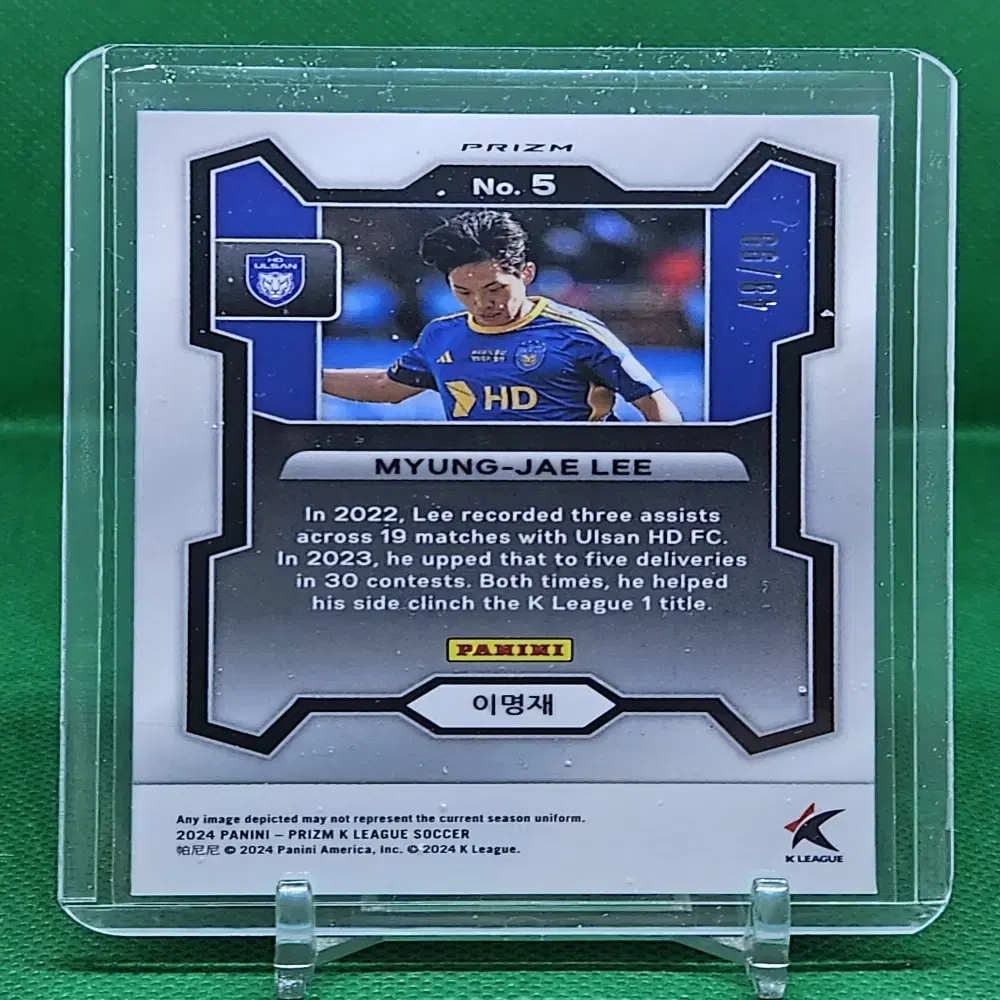 PRIZM
No. 5
HD
ULSAN
HD
MYUNG-JAE LEE
In 2022, Lee recorded three assists
across 19 matches with Ulsan HD FC.
In 2023, he upped that to five deliveries
in 30 contests. Both times, he helped
his side clinch the K League 1 title.
PANINI
이명재
Any image depicted may not represent the current season uniform.
2024 PANINI – PRIZM K LEAGUE SOCCER
帕尼尼 © 2024 Panini America, Inc. © 2024 K League.
K LEAGUE